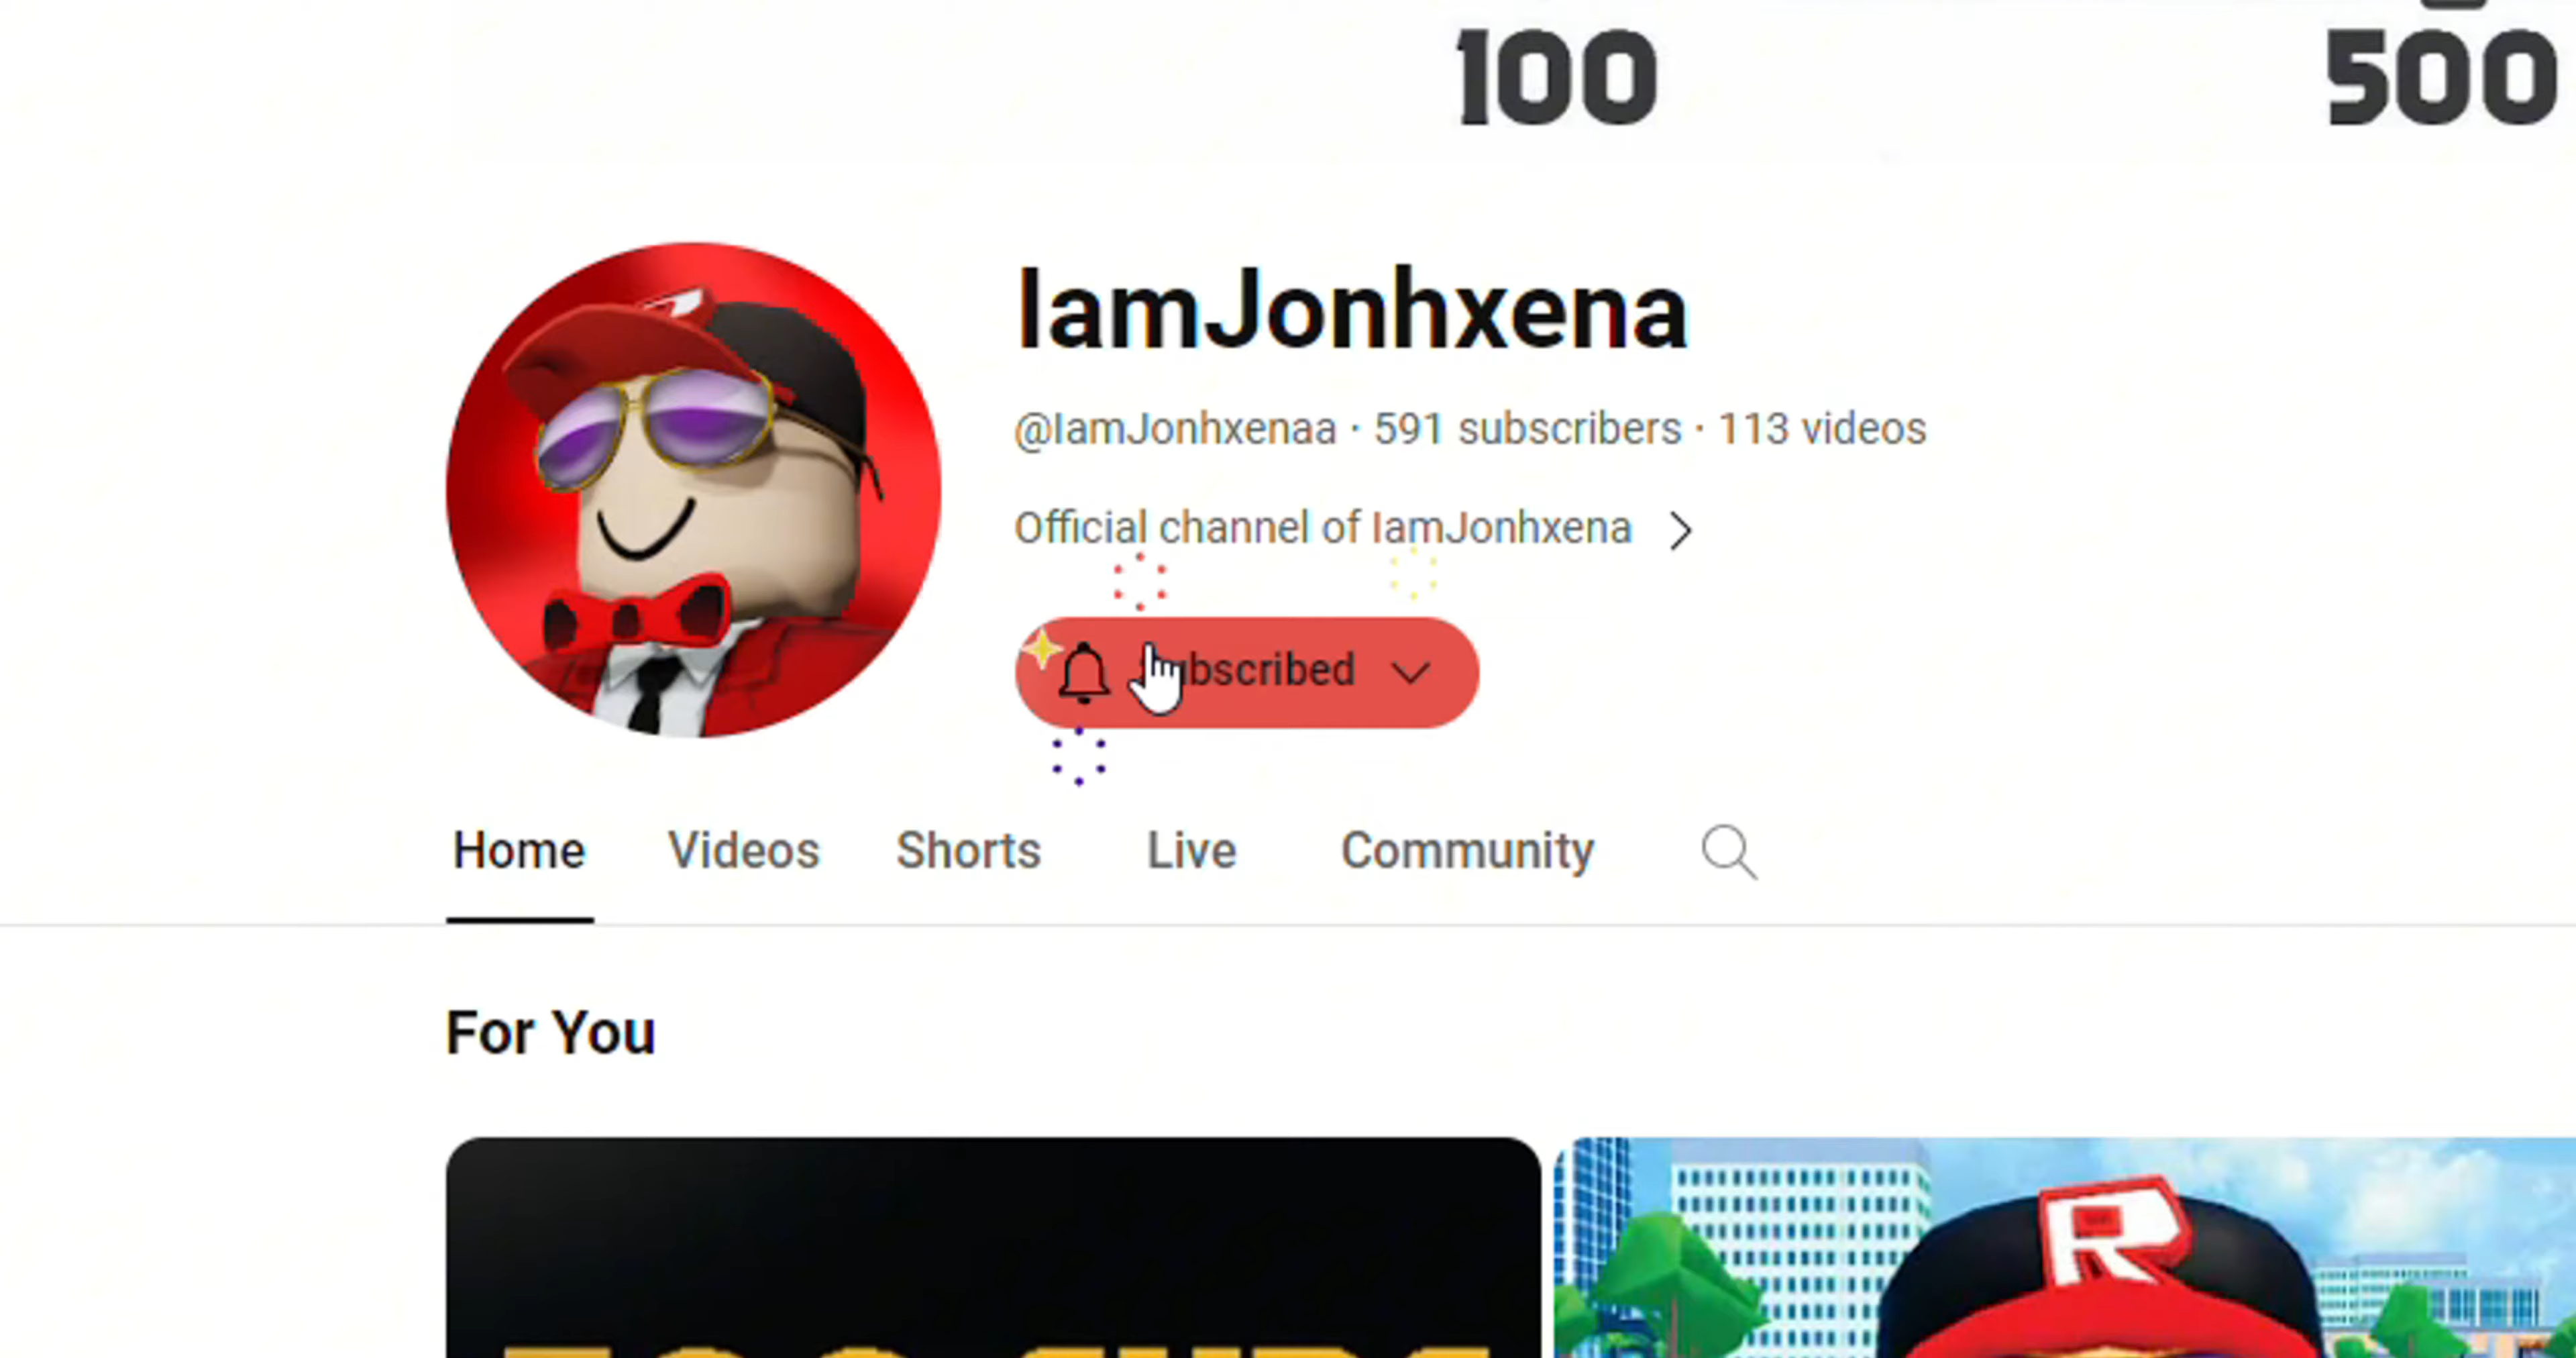 100 500
IamJonhxena
@IamJonhxenaa · 591 subscribers · 113 videos
Official channel of IamJonhxena
ubscribed
Home Videos Shorts Live Community
For You
R